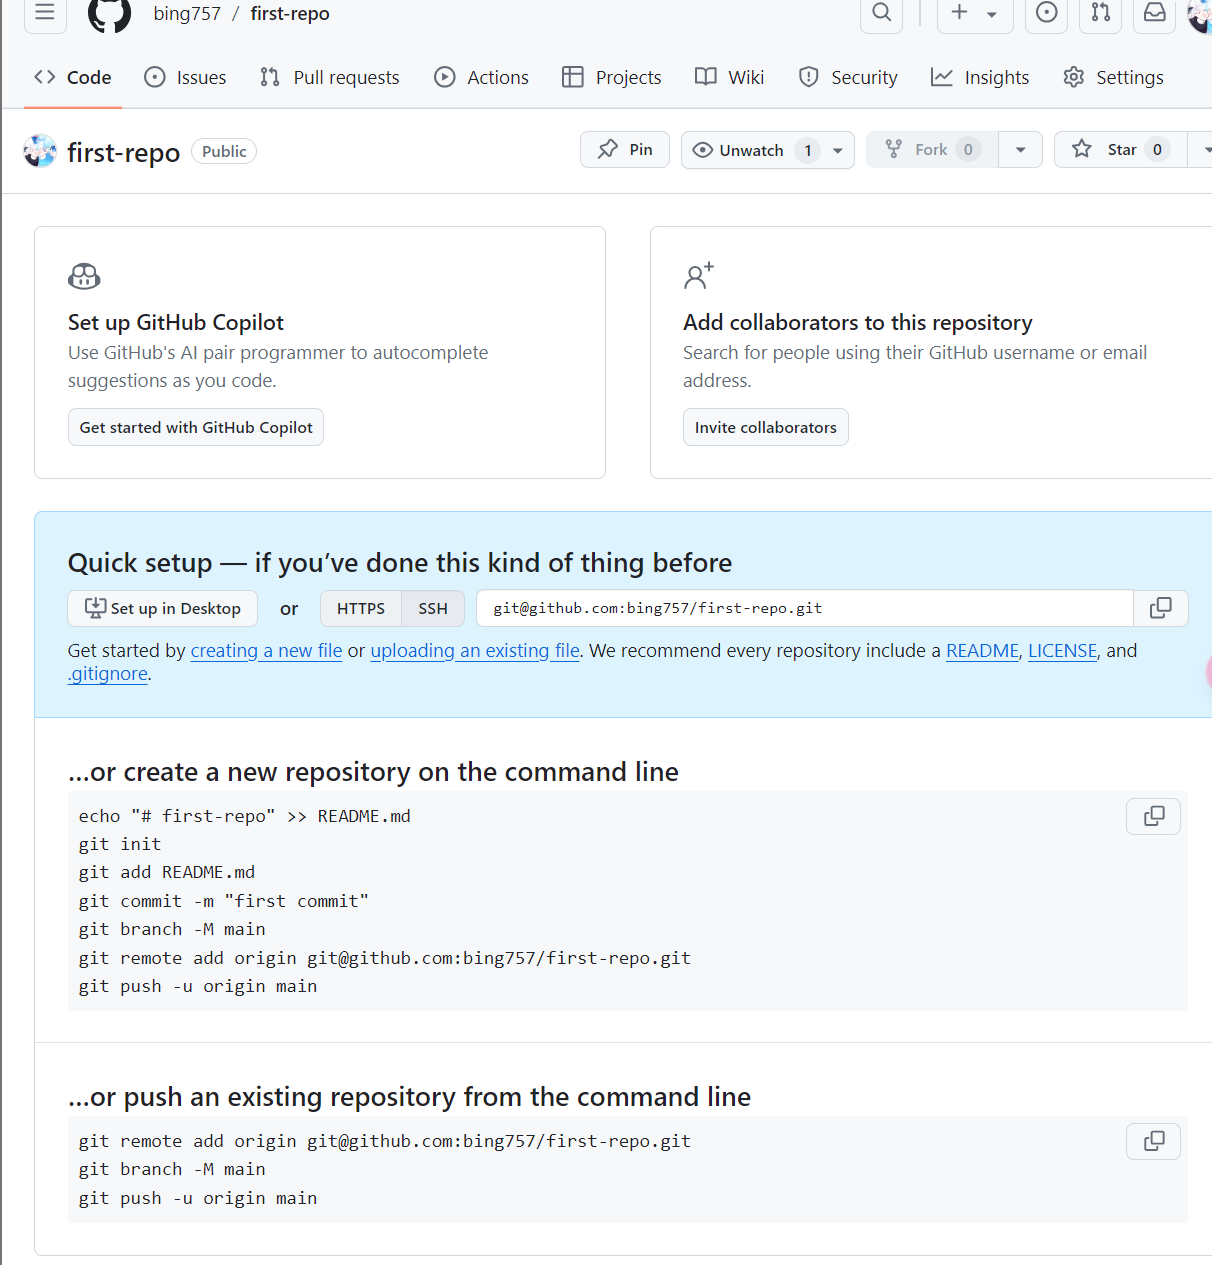 bing757 / first-repo
Code Issues Pull requests Actions Projects Wiki Security Insights Settings
first-repo Public Pin Unwatch 1 Fork 0 Star 0
Set up GitHub Copilot
Use GitHub's AI pair programmer to autocomplete
suggestions as you code.
Get started with GitHub Copilot
Add collaborators to this repository
Search for people using their GitHub username or email
address.
Invite collaborators
Quick setup — if you’ve done this kind of thing before
Set up in Desktop or HTTPS SSH git@github.com:bing757/first-repo.git
Get started by creating a new file or uploading an existing file. We recommend every repository include a README, LICENSE, and
.gitignore.
…or create a new repository on the command line
echo "# first-repo" >> README.md
git init
git add README.md
git commit -m "first commit"
git branch -M main
git remote add origin git@github.com:bing757/first-repo.git
git push -u origin main
…or push an existing repository from the command line
git remote add origin git@github.com:bing757/first-repo.git
git branch -M main
git push -u origin main